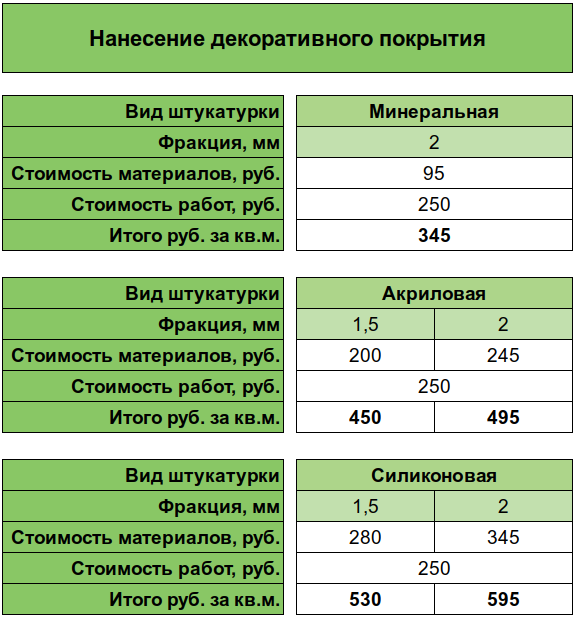 Нанесение декоративного покрытия
Вид штукатурки Минеральная
Фракция, мм 2
Стоимость материалов, руб. 95
Стоимость работ, руб. 250
Итого руб. за кв.м. 345
Вид штукатурки Акриловая
Фракция, мм 1,5 2
Стоимость материалов, руб. 200 245
Стоимость работ, руб. 250
Итого руб. за кв.м. 450 495
Вид штукатурки Силиконовая
Фракция, мм 1,5 2
Стоимость материалов, руб. 280 345
Стоимость работ, руб. 250
Итого руб. за кв.м. 530 595